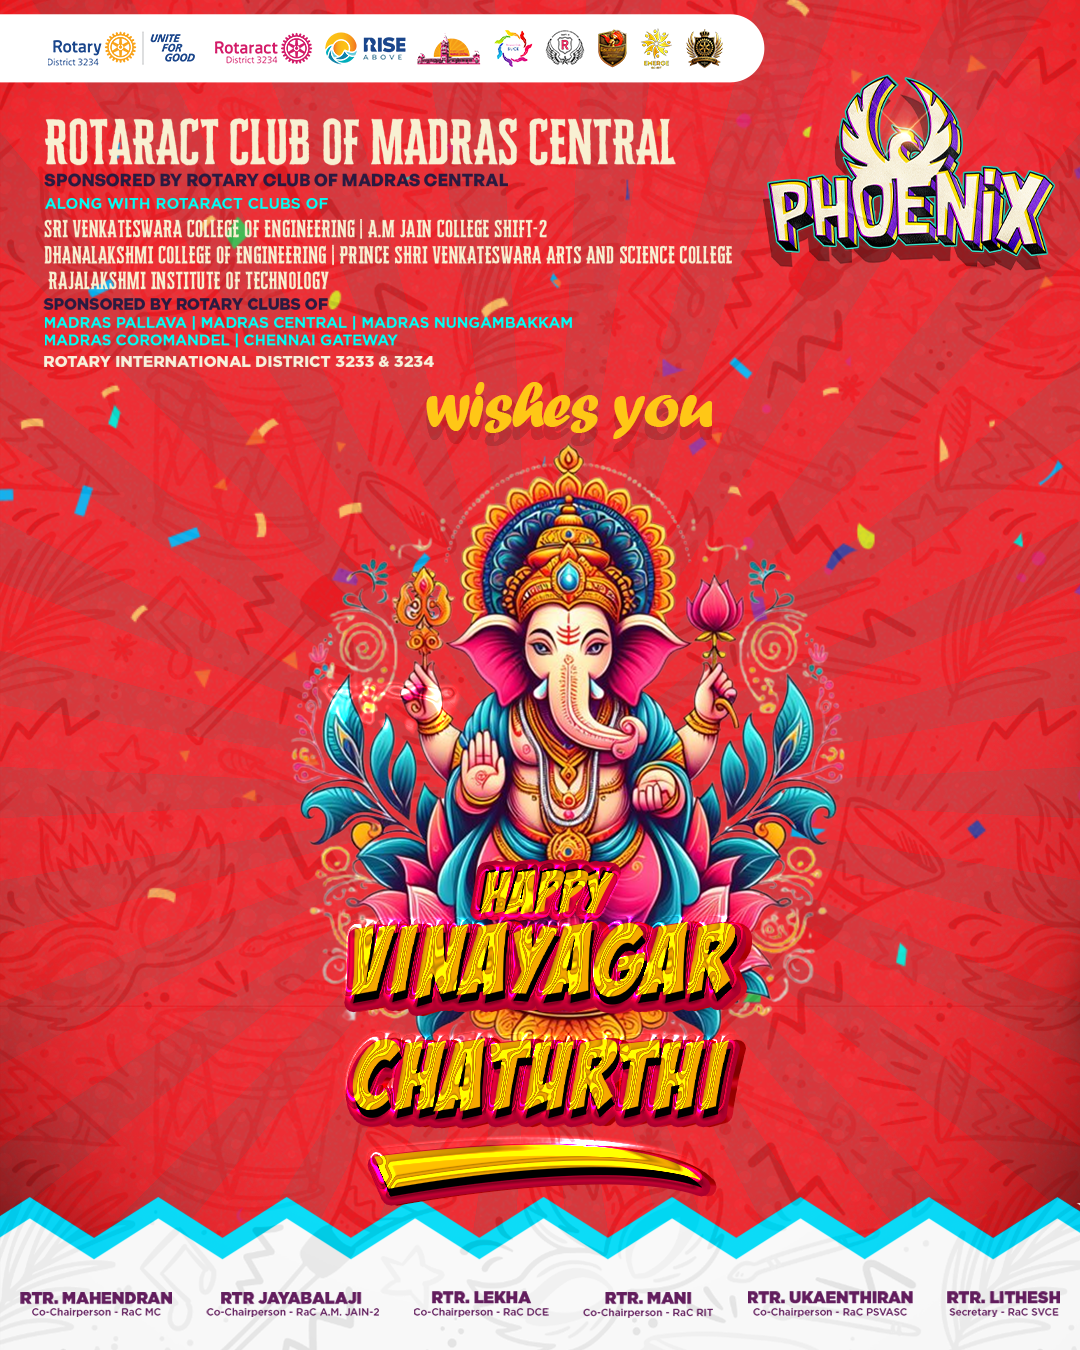 Rotary
District 3234
UNITE
FOR
GOOD
Rotaract
District 3234
RISE
ABOVE
EMERGE
PHOENiX
ROTARACT CLUB OF MADRAS CENTRAL
SPONSORED BY ROTARY CLUB OF MADRAS CENTRAL
ALONG WITH ROTARACT CLUBS OF
SRI VENKATESWARA COLLEGE OF ENGINEERING | A.M JAIN COLLEGE SHIFT-2
DHANALAKSHMI COLLEGE OF ENGINEERING | PRINCE SHRI VENKATESWARA ARTS AND SCIENCE COLLEGE
RAJALAKSHMI INSTITUTE OF TECHNOLOGY
SPONSORED BY ROTARY CLUBS OF
MADRAS PALLAVA | MADRAS CENTRAL | MADRAS NUNGAMBAKKAM
MADRAS COROMANDEL | CHENNAI GATEWAY
ROTARY INTERNATIONAL DISTRICT 3233 & 3234
wishes you
HAPPY
VINAYAGAR
CHATURTHI
RTR. MAHENDRAN
Co-Chairperson - RaC MC
RTR JAYABALAJI
Co-Chairperson - RaC A.M. JAIN-2
RTR. LEKHA
Co-Chairperson - RaC DCE
RTR. MANI
Co-Chairperson - RaC RIT
RTR. UKAENTHIRAN
Co-Chairperson - RaC PSVASC
RTR. LITHESH
Secretary - RaC SVCE